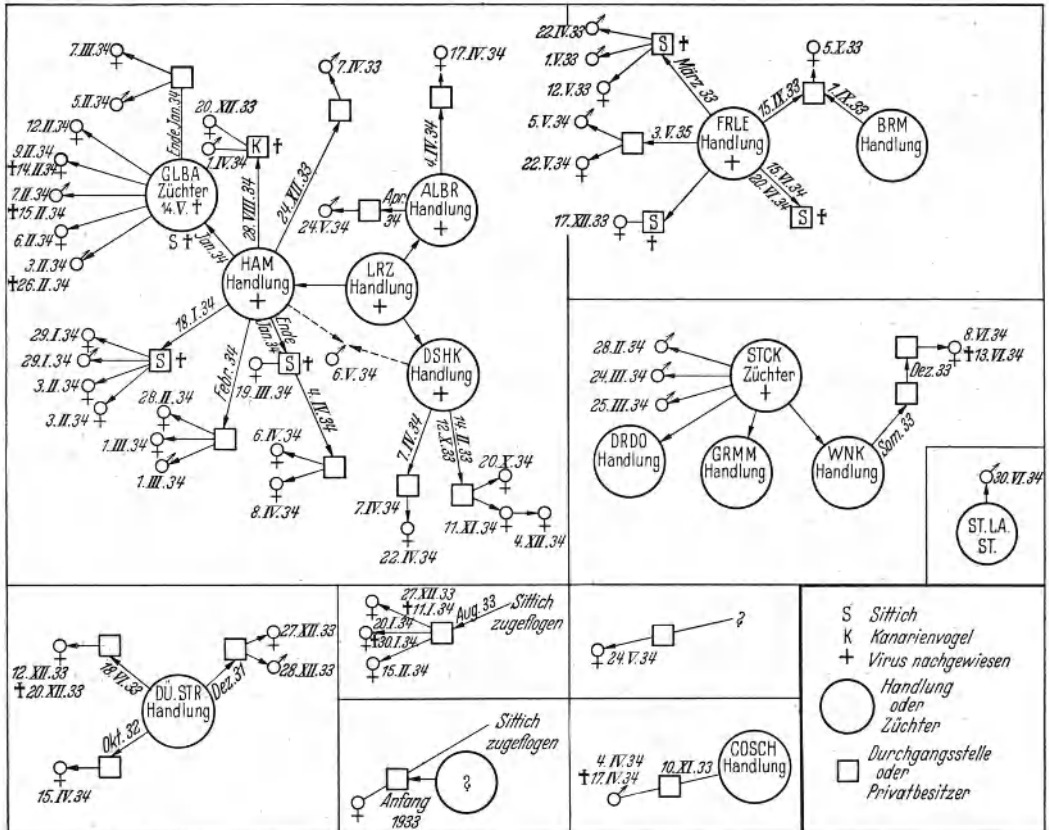 7.III.34
5.II.34
Ende Jan. 34
12.II.34
9.II.34
†14.II.34
7.II.34
†15.II.34
6.II.34
3.II.34
†26.II.34
GLBA
Züchter
14.V. †
S †
Jan. 34
20.XII.33
1.IV.34
K †
28.VIII.34
7.IV.33
24.XII.33
17.IV.34
4.IV.34
ALBR
Handlung
+
Apr.
34
24.V.34
HAM
Handlung
+
LRZ
Handlung
+
DSHK
Handlung
+
6.V.34
18.I.34
29.I.34
29.I.34
S †
3.II.34
3.II.34
Febr. 34
28.II.34
1.III.34
1.III.34
Ende
Jan. 34
S †
19.III.34
4.IV.34
6.IV.34
8.IV.34
7.IV.34
7.IV.34
22.IV.34
14.II.33
12.X.33
20.X.34
11.XI.34
4.XII.34
22.IV.33
1.V.33
12.V.33
S †
März 33
5.X.33
15.IX.33
1.IX.33
FRLE
Handlung
+
BRM
Handlung
5.V.34
3.V.35
22.V.34
15.VI.34
20.VI.34
S †
17.XII.33
S
†
28.II.34
24.III.34
25.III.34
STCK
Züchter
+
DRDO
Handlung
GRMM
Handlung
WNK
Handlung
Som. 33
Dez. 33
8.VI.34
†13.VI.34
30.VI.34
ST. LA.
ST.
12.XII.33
†20.XII.33
18.VI.33
Dez. 31
27.XII.33
28.XII.33
DÜ.STR
Handlung
Okt. 32
15.IV.34
27.XII.33
†11.I.34
20.I.34
†30.I.34
15.II.34
Aug. 33
Sittich
zugeflogen
?
24.V.34
Sittich
zugeflogen
?
Anfang
1933
4.IV.34
†17.IV.34
10.XI.33
COSCH
Handlung
S Sittich
K Kanarienvogel
+ Virus nachgewiesen
Handlung
oder
Züchter
Durchgangsstelle
oder
Privatbesitzer